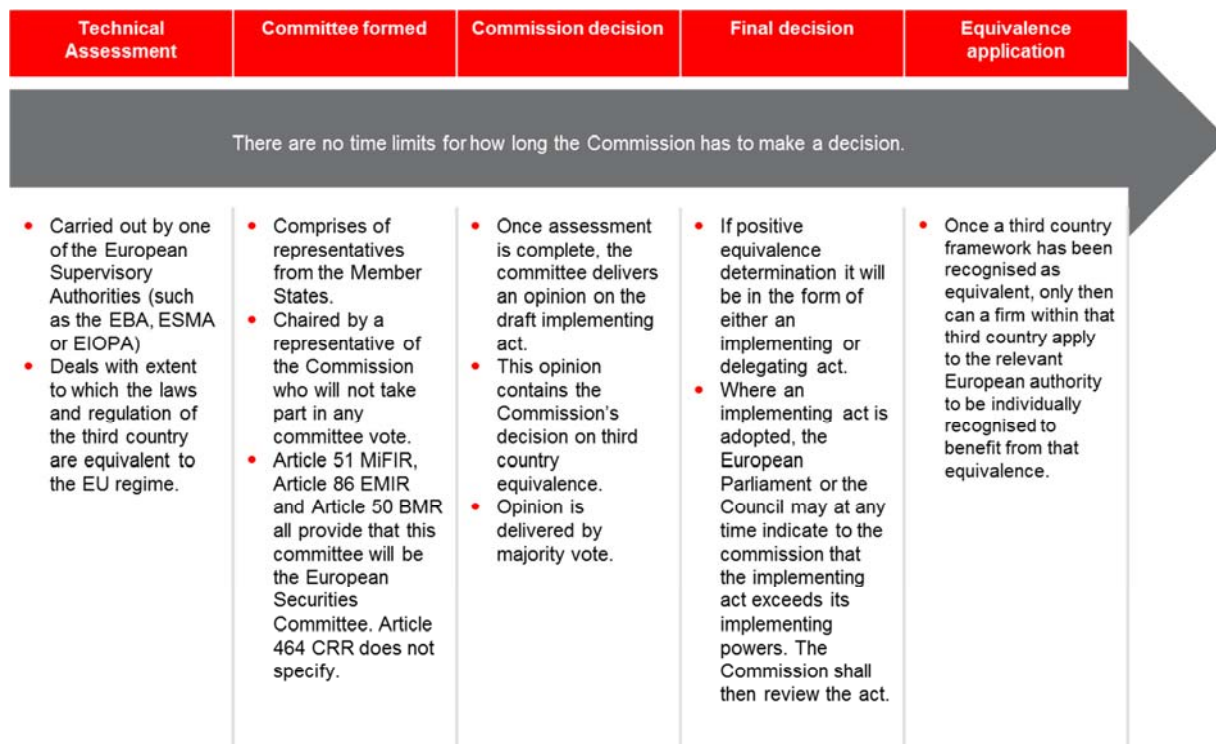 Technical
Assessment
Committee formed
Commission decision
Final decision
Equivalence
application
There are no time limits for how long the Commission has to make a decision.
• Carried out by one
of the European
Supervisory
Authorities (such
as the EBA, ESMA
or EIOPA)
• Deals with extent
to which the laws
and regulation of
the third country
are equivalent to
the EU regime.
• Comprises of
representatives
from the Member
States.
• Chaired by a
representative of
the Commission
who will not take
part in any
committee vote.
• Article 51 MiFIR,
Article 86 EMIR
and Article 50 BMR
all provide that this
committee will be
the European
Securities
Committee. Article
464 CRR does not
specify.
• Once assessment
is complete, the
committee delivers
an opinion on the
draft implementing
act.
• This opinion
contains the
Commission's
decision on third
country
equivalence.
• Opinion is
delivered by
majority vote.
• If positive
equivalence
determination it will
be in the form of
either an
implementing or
delegating act.
• Where an
implementing act is
adopted, the
European
Parliament or the
Council may at any
time indicate to the
commission that
the implementing
act exceeds its
implementing
powers. The
Commission shall
then review the act.
• Once a third country
framework has been
recognised as
equivalent, only then
can a firm within that
third country apply
to the relevant
European authority
to be individually
recognised to
benefit from that
equivalence.